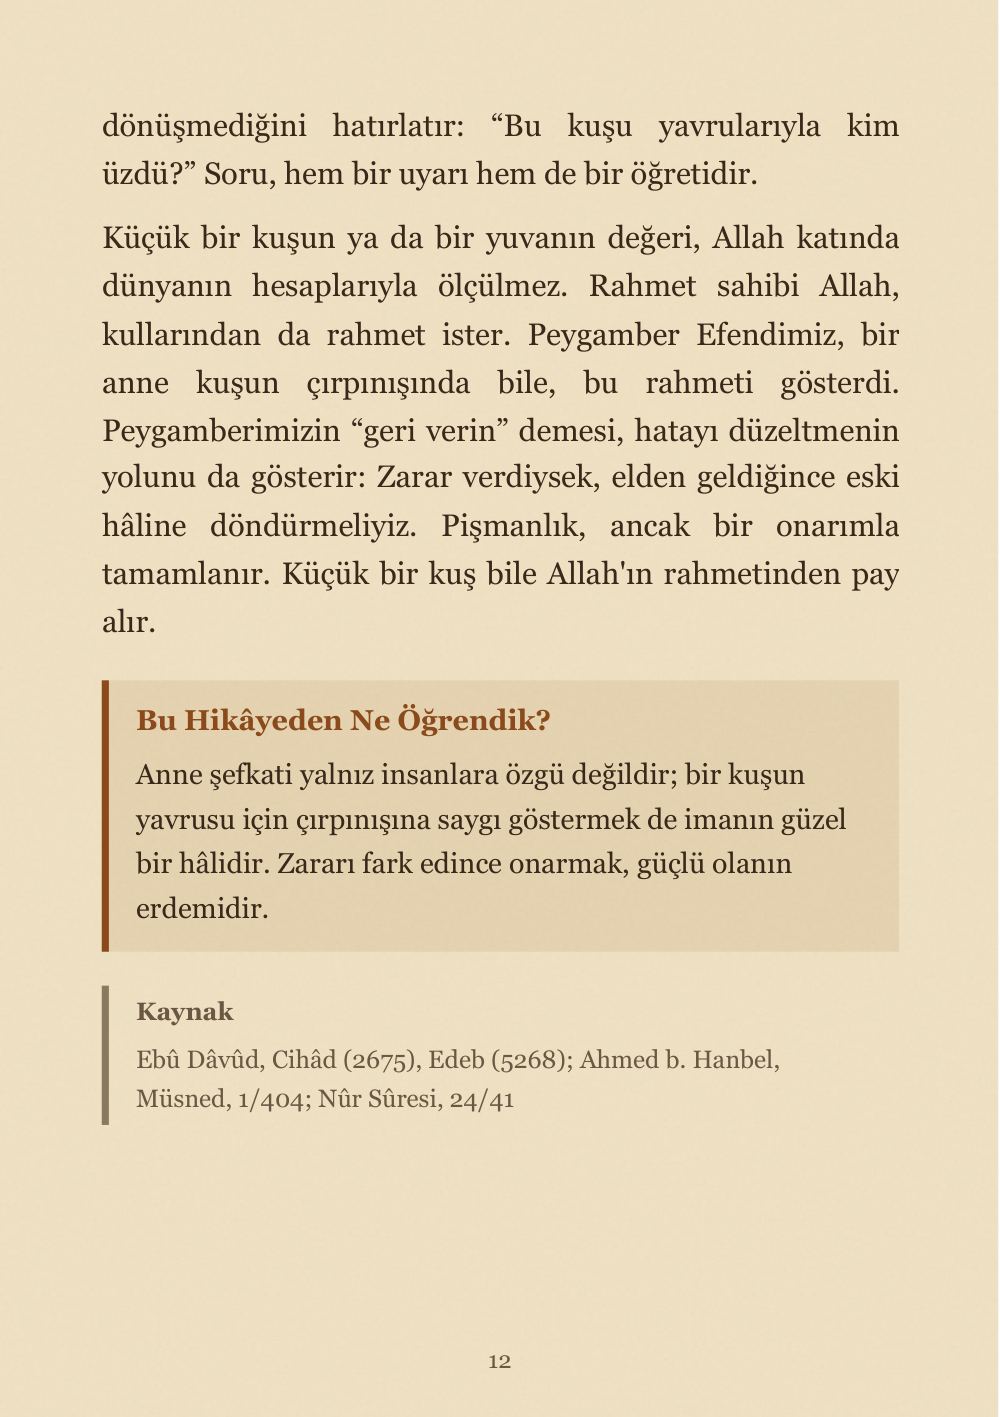 dönüşmediğini hatırlatır: “Bu kuşu yavrularıyla kim
üzdü?” Soru, hem bir uyarı hem de bir öğretidir.
Küçük bir kuşun ya da bir yuvanın değeri, Allah katında
dünyanın hesaplarıyla ölçülmez. Rahmet sahibi Allah,
kullarından da rahmet ister. Peygamber Efendimiz, bir
anne kuşun çırpınışında bile, bu rahmeti gösterdi.
Peygamberimizin “geri verin” demesi, hatayı düzeltmenin
yolunu da gösterir: Zarar verdiysek, elden geldiğince eski
hâline döndürmeliyiz. Pişmanlık, ancak bir onarımla
tamamlanır. Küçük bir kuş bile Allah'ın rahmetinden pay
alır.
Bu Hikâyeden Ne Öğrendik?
Anne şefkati yalnız insanlara özgü değildir; bir kuşun
yavrusu için çırpınışına saygı göstermek de imanın güzel
bir hâlidir. Zararı fark edince onarmak, güçlü olanın
erdemidir.
Kaynak
Ebû Dâvûd, Cihâd (2675), Edeb (5268); Ahmed b. Hanbel,
Müsned, 1/404; Nûr Sûresi, 24/41
12